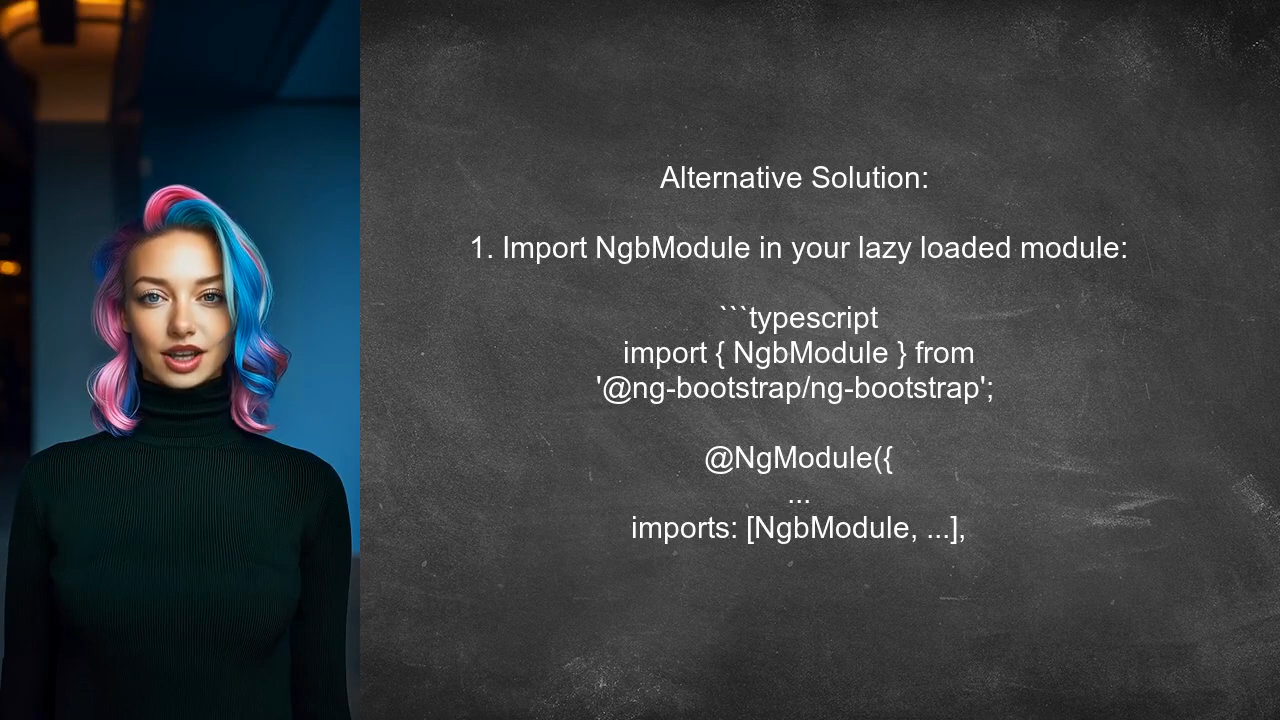 Alternative Solution:
1. Import NgbModule in your lazy loaded module:
```typescript
import { NgbModule } from
'@ng-bootstrap/ng-bootstrap';
@NgModule({
...
imports: [NgbModule, ...],